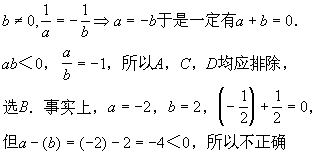 b≠0,1/a=-1/b⇒a=-b于是一定有a+b=0.
ab<0，a/b=-1，所以A，C，D均应排除，
选B．事实上，a=-2，b=2，(-1/2)+1/2=0，
但a-(b)=(-2)-2=-4<0，所以不正确